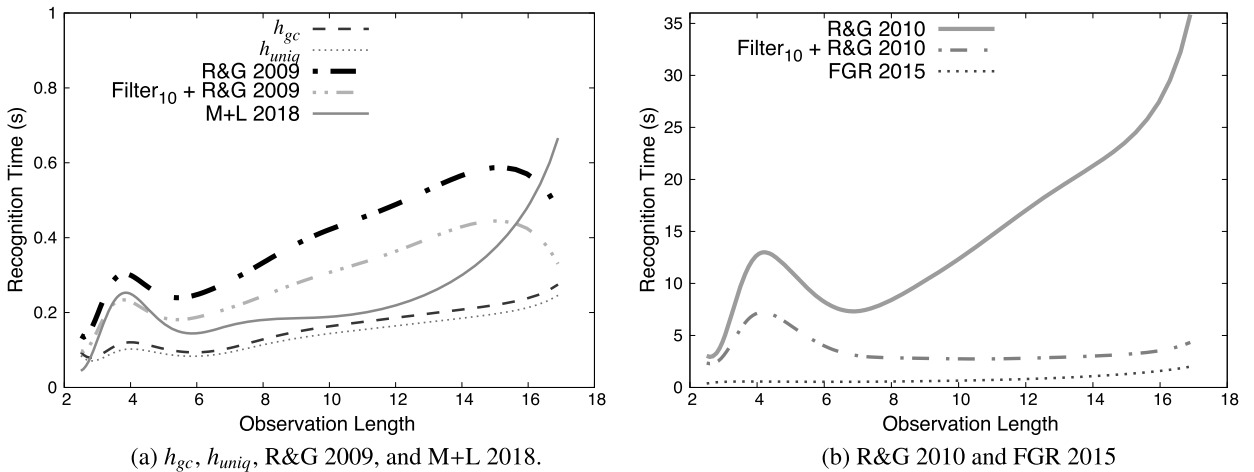 1
0.8
0.6
0.4
0.2
0
2 4 6 8 10 12 14 16 18
Recognition Time (s)
Observation Length
h_gc
h_uniq
R&G 2009
Filter_10 + R&G 2009
M+L 2018
(a) h_gc, h_uniq, R&G 2009, and M+L 2018.
35
30
25
20
15
10
5
0
2 4 6 8 10 12 14 16 18
Recognition Time (s)
Observation Length
R&G 2010
Filter_10 + R&G 2010
FGR 2015
(b) R&G 2010 and FGR 2015